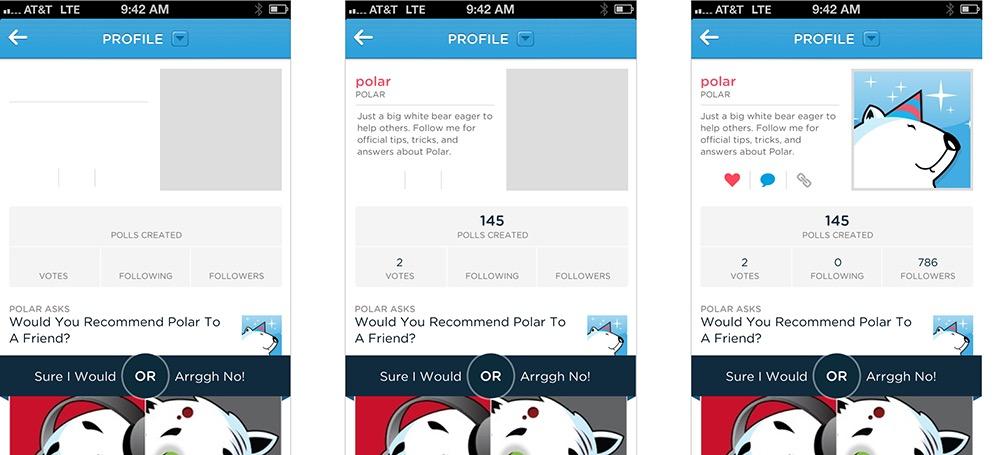 AT&T LTE 9:42 AM
PROFILE
POLLS CREATED
VOTES FOLLOWING FOLLOWERS
POLAR ASKS
Would You Recommend Polar To
A Friend?
Sure I Would OR Arrggh No!
AT&T LTE 9:42 AM
PROFILE
polar
POLAR
Just a big white bear eager to
help others. Follow me for
official tips, tricks, and
answers about Polar.
145
POLLS CREATED
2
VOTES FOLLOWING FOLLOWERS
POLAR ASKS
Would You Recommend Polar To
A Friend?
Sure I Would OR Arrggh No!
AT&T LTE 9:42 AM
PROFILE
polar
POLAR
Just a big white bear eager to
help others. Follow me for
official tips, tricks, and
answers about Polar.
145
POLLS CREATED
2 0 786
VOTES FOLLOWING FOLLOWERS
POLAR ASKS
Would You Recommend Polar To
A Friend?
Sure I Would OR Arrggh No!